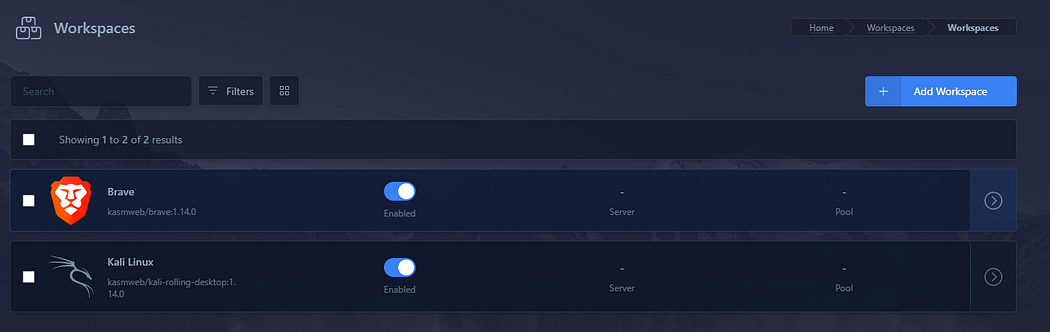 Workspaces
Home Workspaces Workspaces
Search Filters + Add Workspace
Showing 1 to 2 of 2 results
Brave
kasmweb/brave:1.14.0
Enabled
-
Server
-
Pool
Kali Linux
kasmweb/kali-rolling-desktop:1.
14.0
Enabled
-
Server
-
Pool